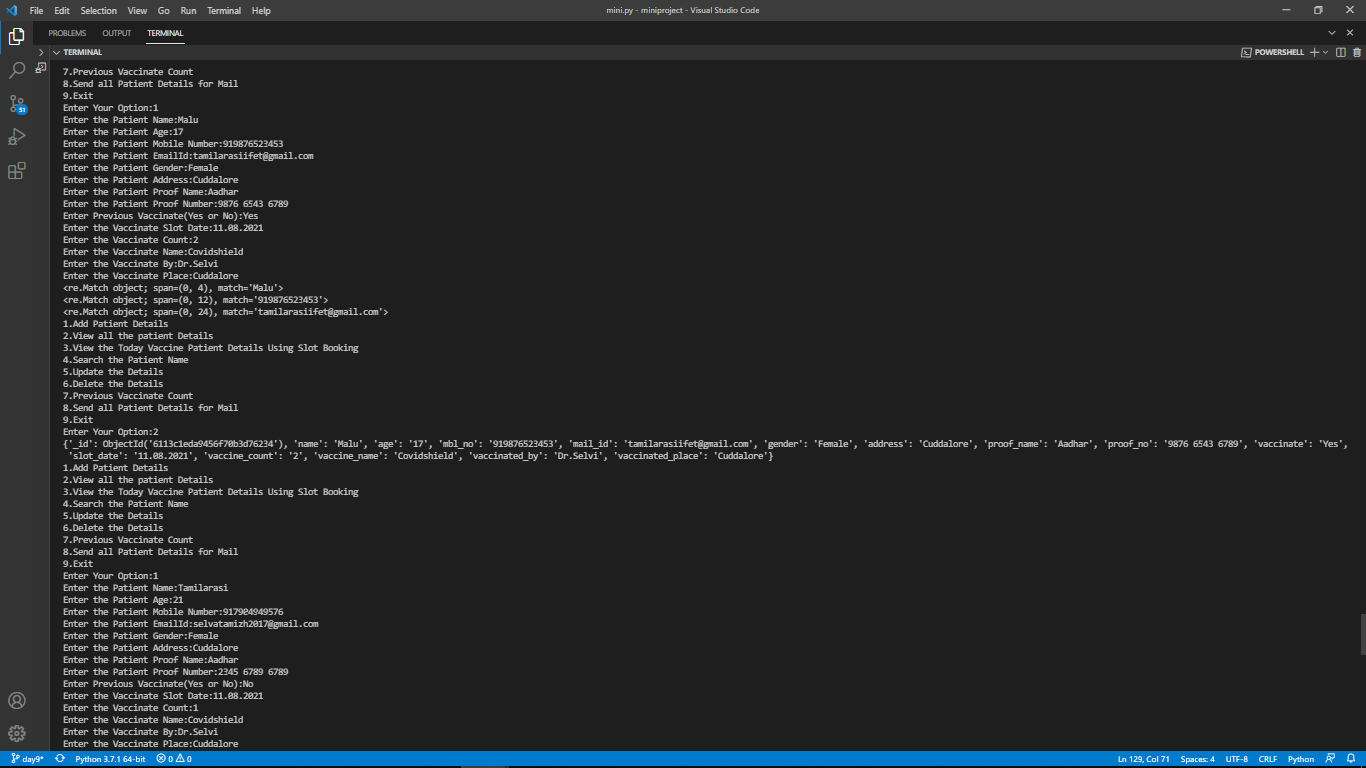 File Edit Selection View Go Run Terminal Help
mini.py - miniproject - Visual Studio Code
PROBLEMS OUTPUT TERMINAL
TERMINAL
POWERSHELL
7.Previous Vaccinate Count
8.Send all Patient Details for Mail
9.Exit
Enter Your Option:1
Enter the Patient Name:Malu
Enter the Patient Age:17
Enter the Patient Mobile Number:919876523453
Enter the Patient EmailId:tamilarasiifet@gmail.com
Enter the Patient Gender:Female
Enter the Patient Address:Cuddalore
Enter the Patient Proof Name:Aadhar
Enter the Patient Proof Number:9876 6543 6789
Enter Previous Vaccinate(Yes or No):Yes
Enter the Vaccinate Slot Date:11.08.2021
Enter the Vaccinate Count:2
Enter the Vaccinate Name:Covidshield
Enter the Vaccinate By:Dr.Selvi
Enter the Vaccinate Place:Cuddalore
<re.Match object; span=(0, 4), match='Malu'>
<re.Match object; span=(0, 12), match='919876523453'>
<re.Match object; span=(0, 24), match='tamilarasiifet@gmail.com'>
1.Add Patient Details
2.View all the patient Details
3.View the Today Vaccine Patient Details Using Slot Booking
4.Search the Patient Name
5.Update the Details
6.Delete the Details
7.Previous Vaccinate Count
8.Send all Patient Details for Mail
9.Exit
Enter Your Option:2
{'_id': ObjectId('6113c1eda9456f70b3d76234'), 'name': 'Malu', 'age': '17', 'mbl_no': '919876523453', 'mail_id': 'tamilarasiifet@gmail.com', 'gender': 'Female', 'address': 'Cuddalore', 'proof_name': 'Aadhar', 'proof_no': '9876 6543 6789', 'vaccinate': 'Yes',
'slot_date': '11.08.2021', 'vaccine_count': '2', 'vaccine_name': 'Covidshield', 'vaccinated_by': 'Dr.Selvi', 'vaccinated_place': 'Cuddalore'}
1.Add Patient Details
2.View all the patient Details
3.View the Today Vaccine Patient Details Using Slot Booking
4.Search the Patient Name
5.Update the Details
6.Delete the Details
7.Previous Vaccinate Count
8.Send all Patient Details for Mail
9.Exit
Enter Your Option:1
Enter the Patient Name:Tamilarasi
Enter the Patient Age:21
Enter the Patient Mobile Number:917904949576
Enter the Patient EmailId:selvatamizh2017@gmail.com
Enter the Patient Gender:Female
Enter the Patient Address:Cuddalore
Enter the Patient Proof Name:Aadhar
Enter the Patient Proof Number:2345 6789 6789
Enter Previous Vaccinate(Yes or No):No
Enter the Vaccinate Slot Date:11.08.2021
Enter the Vaccinate Count:1
Enter the Vaccinate Name:Covidshield
Enter the Vaccinate By:Dr.Selvi
Enter the Vaccinate Place:Cuddalore
51
day9* Python 3.7.1 64-bit 0 0 Ln 129, Col 71 Spaces: 4 UTF-8 CRLF Python